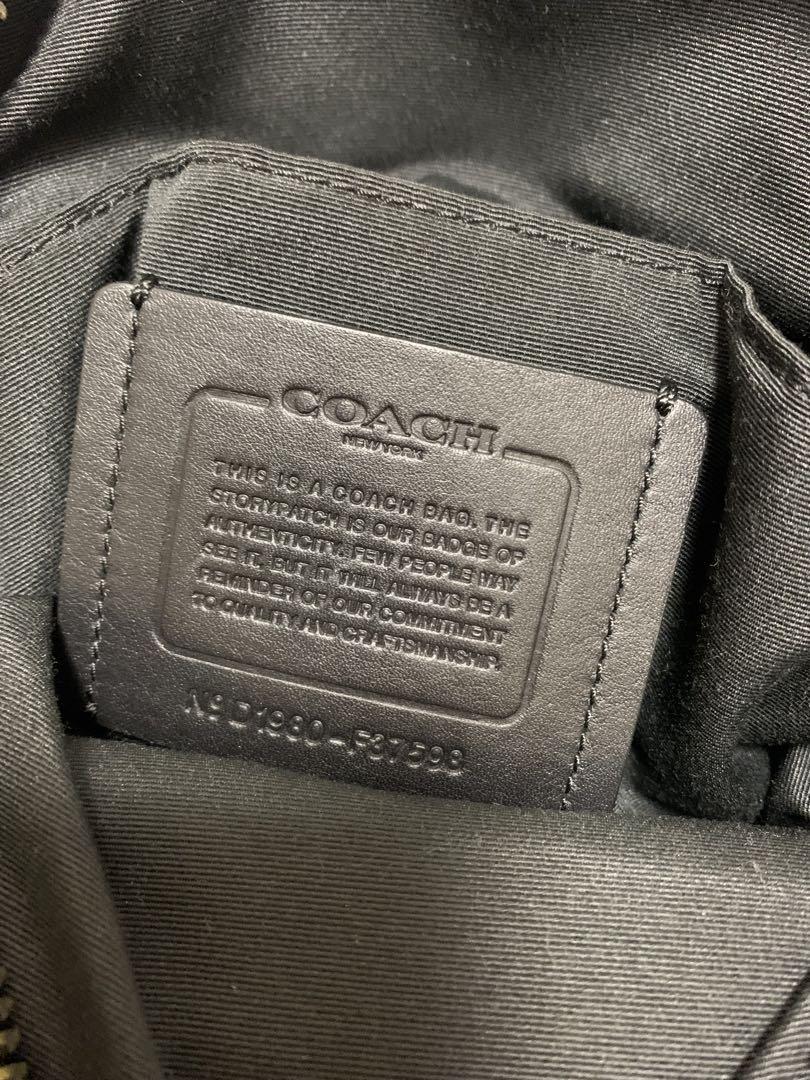 COACH
NEW YORK
THIS IS A COACH BAG. THE
STORYPATCH IS OUR BADGE OF
AUTHENTICITY. FEW PEOPLE MAY
SEE IT, BUT IT WILL ALWAYS BE A
REMINDER OF OUR COMMITMENT
TO QUALITY AND CRAFTSMANSHIP.
Nº D1980-F37598